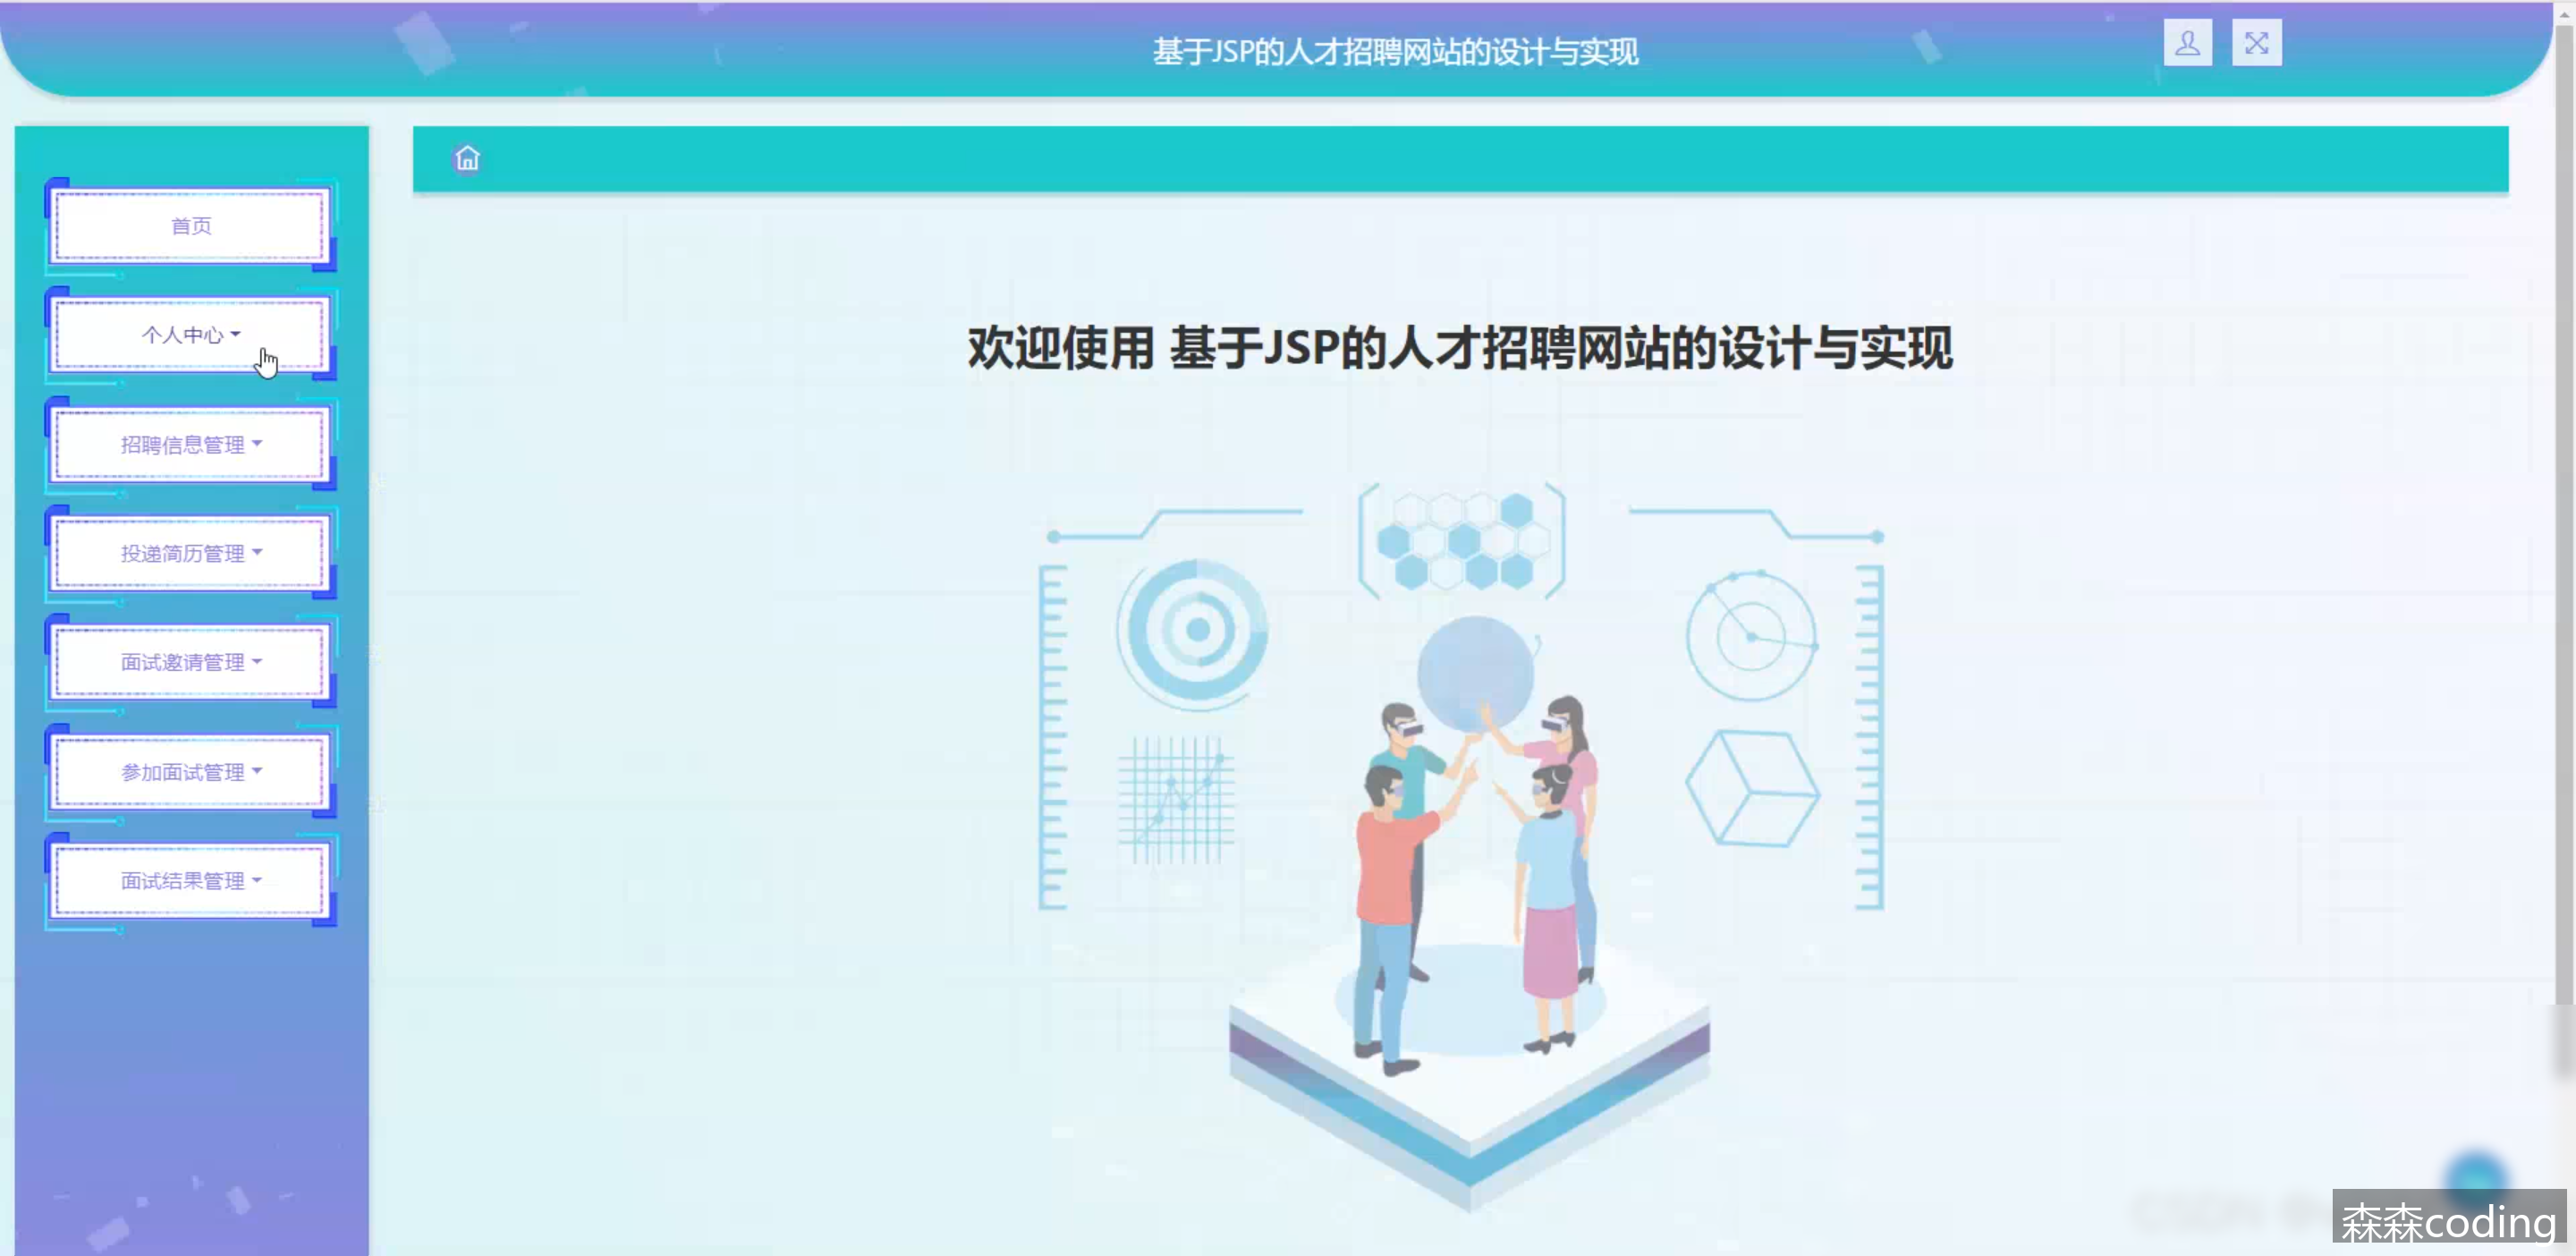 基于JSP的人才招聘网站的设计与实现
首页
个人中心
招聘信息管理
投递简历管理
面试邀请管理
参加面试管理
面试结果管理
欢迎使用 基于JSP的人才招聘网站的设计与实现
森森coding